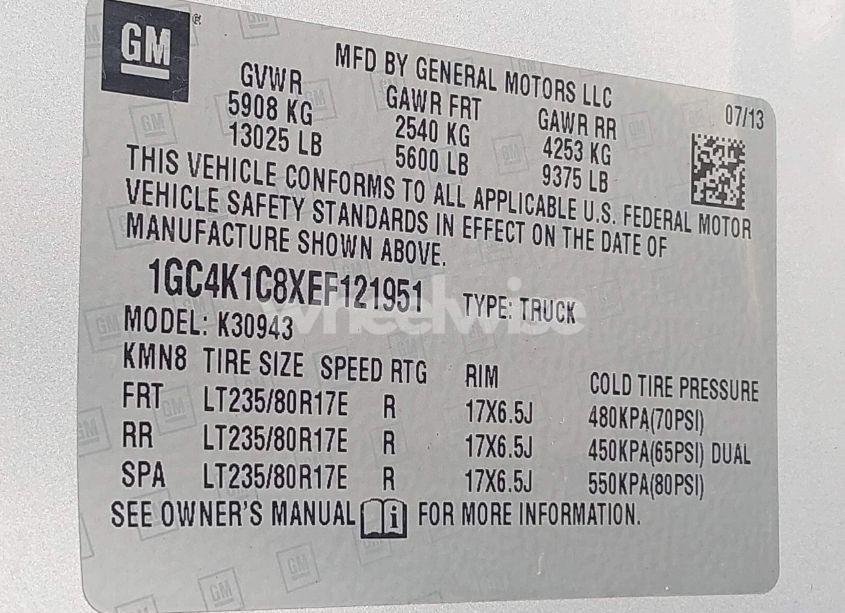 GM
MFD BY GENERAL MOTORS LLC
07/13
GVWR GAWR FRT GAWR RR
5908 KG 2540 KG 4253 KG
13025 LB 5600 LB 9375 LB
THIS VEHICLE CONFORMS TO ALL APPLICABLE U.S. FEDERAL MOTOR
VEHICLE SAFETY STANDARDS IN EFFECT ON THE DATE OF
MANUFACTURE SHOWN ABOVE.
1GC4K1C8XEF121951 TYPE: TRUCK
wheelwise
MODEL: K30943
KMN8 TIRE SIZE SPEED RTG RIM COLD TIRE PRESSURE
FRT LT235/80R17E R 17X6.5J 480KPA(70PSI)
RR LT235/80R17E R 17X6.5J 450KPA(65PSI) DUAL
SPA LT235/80R17E R 17X6.5J 550KPA(80PSI)
SEE OWNER'S MANUAL i FOR MORE INFORMATION.